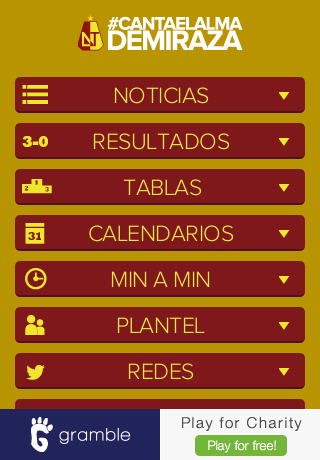 #CANTAELALMA
DEMIRAZA
NOTICIAS
3-0 RESULTADOS
2 1 3 TABLAS
31 CALENDARIOS
MIN A MIN
PLANTEL
REDES
gramble
Play for Charity
Play for free!